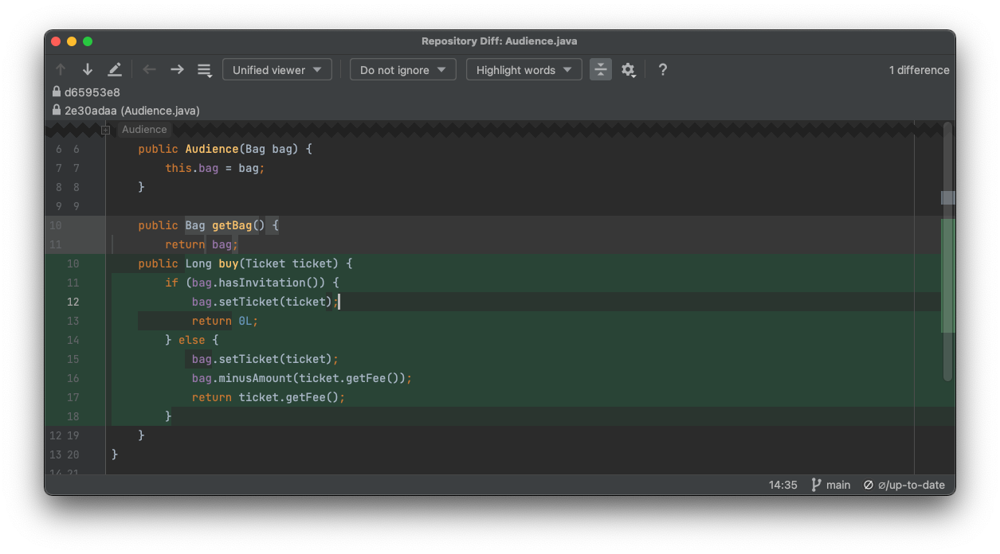 Repository Diff: Audience.java
Unified viewer Do not ignore Highlight words ? 1 difference
d65953e8
2e30adaa (Audience.java)
Audience
6 6 public Audience(Bag bag) {
7 7 this.bag = bag;
8 8 }
9 9
10 public Bag getBag() {
11 return bag;
10 public Long buy(Ticket ticket) {
11 if (bag.hasInvitation()) {
12 bag.setTicket(ticket);
13 return 0L;
14 } else {
15 bag.setTicket(ticket);
16 bag.minusAmount(ticket.getFee());
17 return ticket.getFee();
18 }
12 19 }
13 20 }
14 21
14:35 main ∅/up-to-date